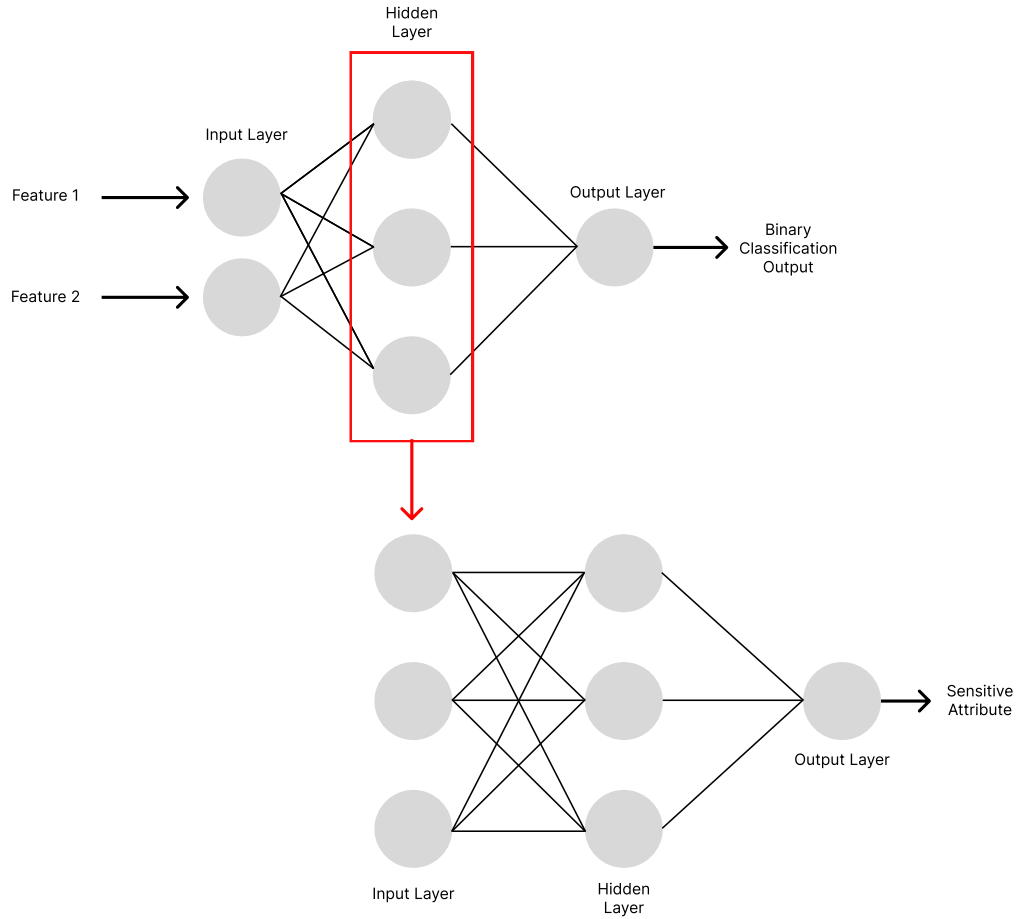 Hidden
Layer
Input Layer
Feature 1
Output Layer
Binary
Classification
Output
Feature 2
Sensitive
Attribute
Output Layer
Input Layer
Hidden
Layer